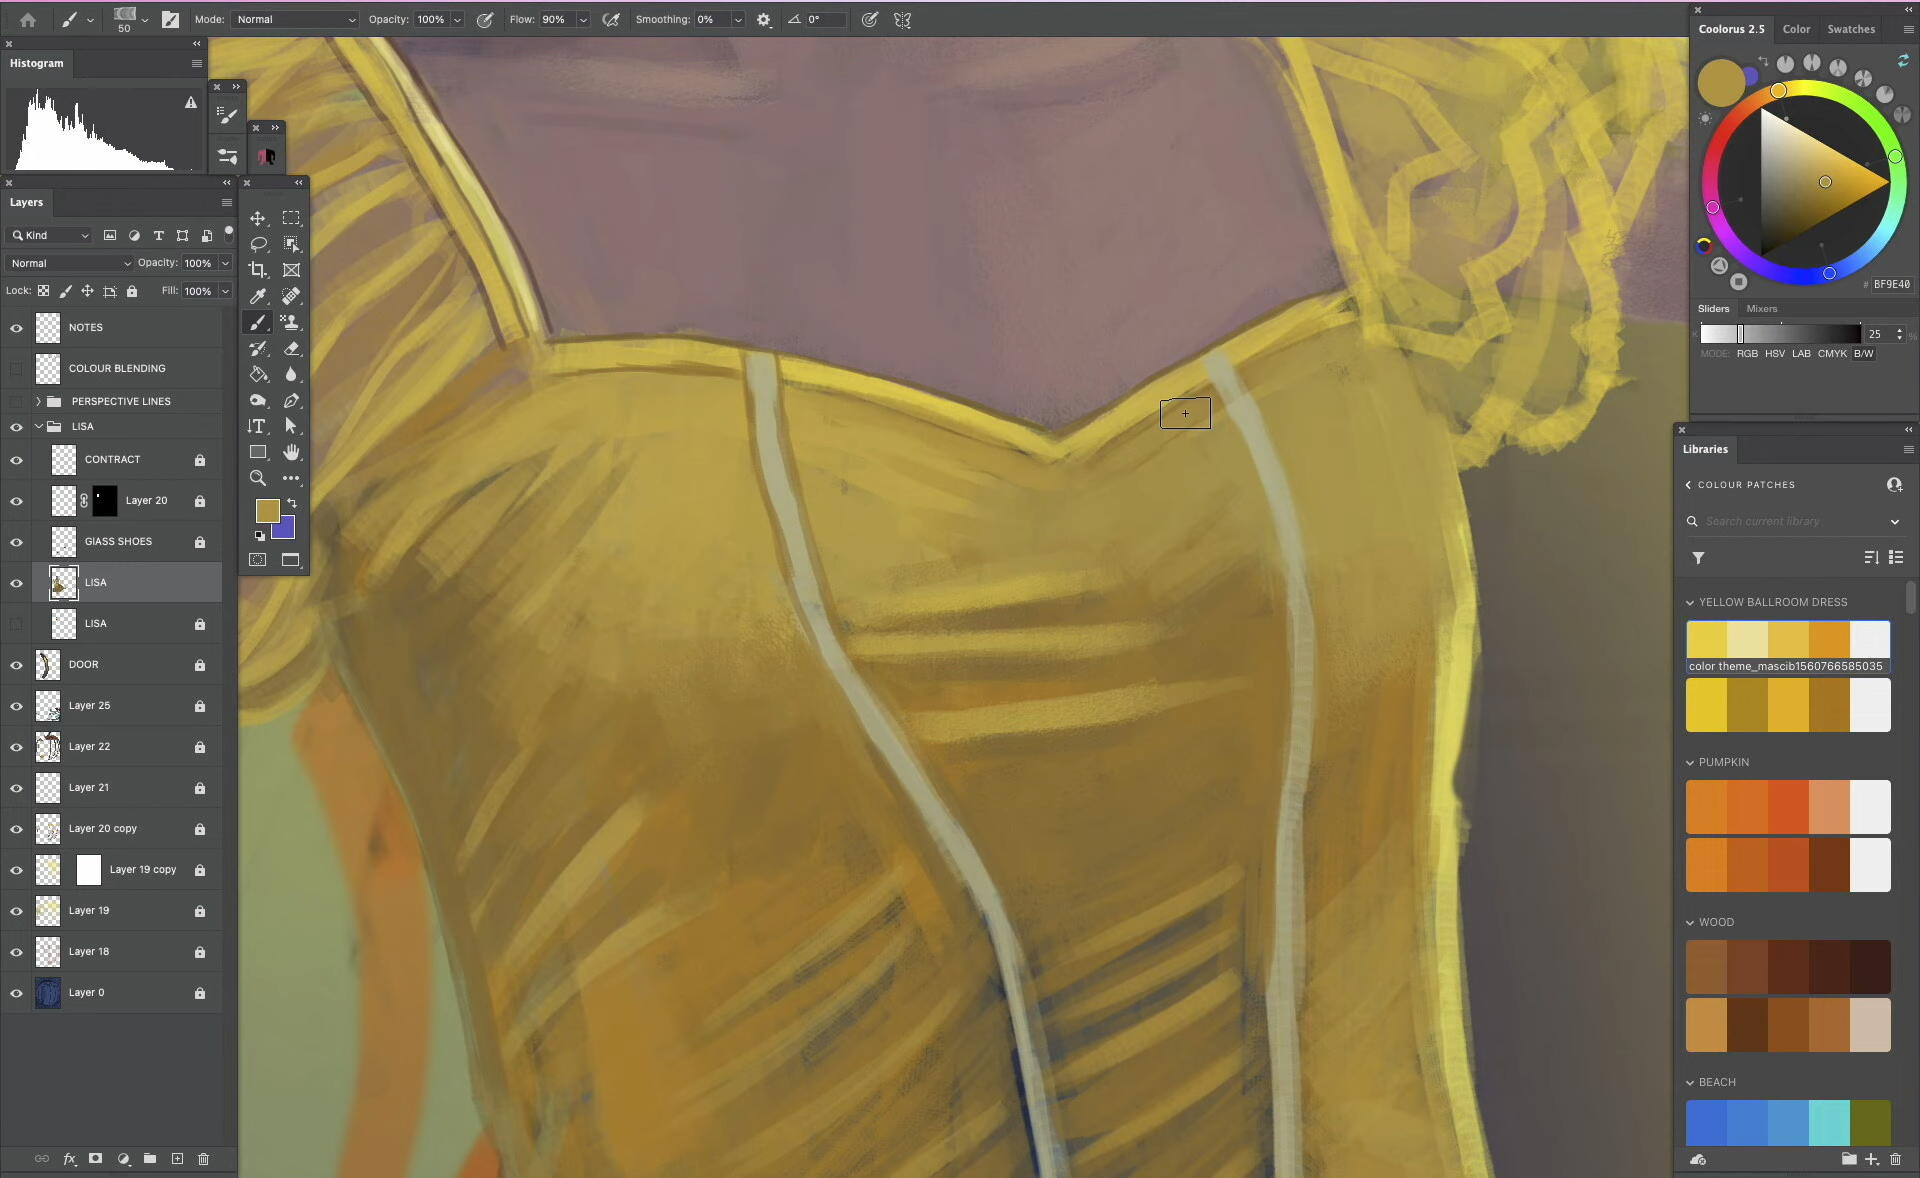 50
Mode: Normal
Opacity: 100%
Flow: 90%
Smoothing: 0%
0°
Histogram
Layers
Kind
Normal
Opacity: 100%
Lock:
Fill: 100%
NOTES
COLOUR BLENDING
PERSPECTIVE LINES
LISA
CONTRACT
Layer 20
GlASS SHOES
LISA
LISA
DOOR
Layer 25
Layer 22
Layer 21
Layer 20 copy
Layer 19 copy
Layer 19
Layer 18
Layer 0
Coolorus 2.5
Color
Swatches
# BF9E40
Sliders
Mixers
K
25
%
MODE: RGB HSV LAB CMYK B/W
Libraries
COLOUR PATCHES
Search current library
YELLOW BALLROOM DRESS
color theme_mascib1560766585035
PUMPKIN
WOOD
BEACH